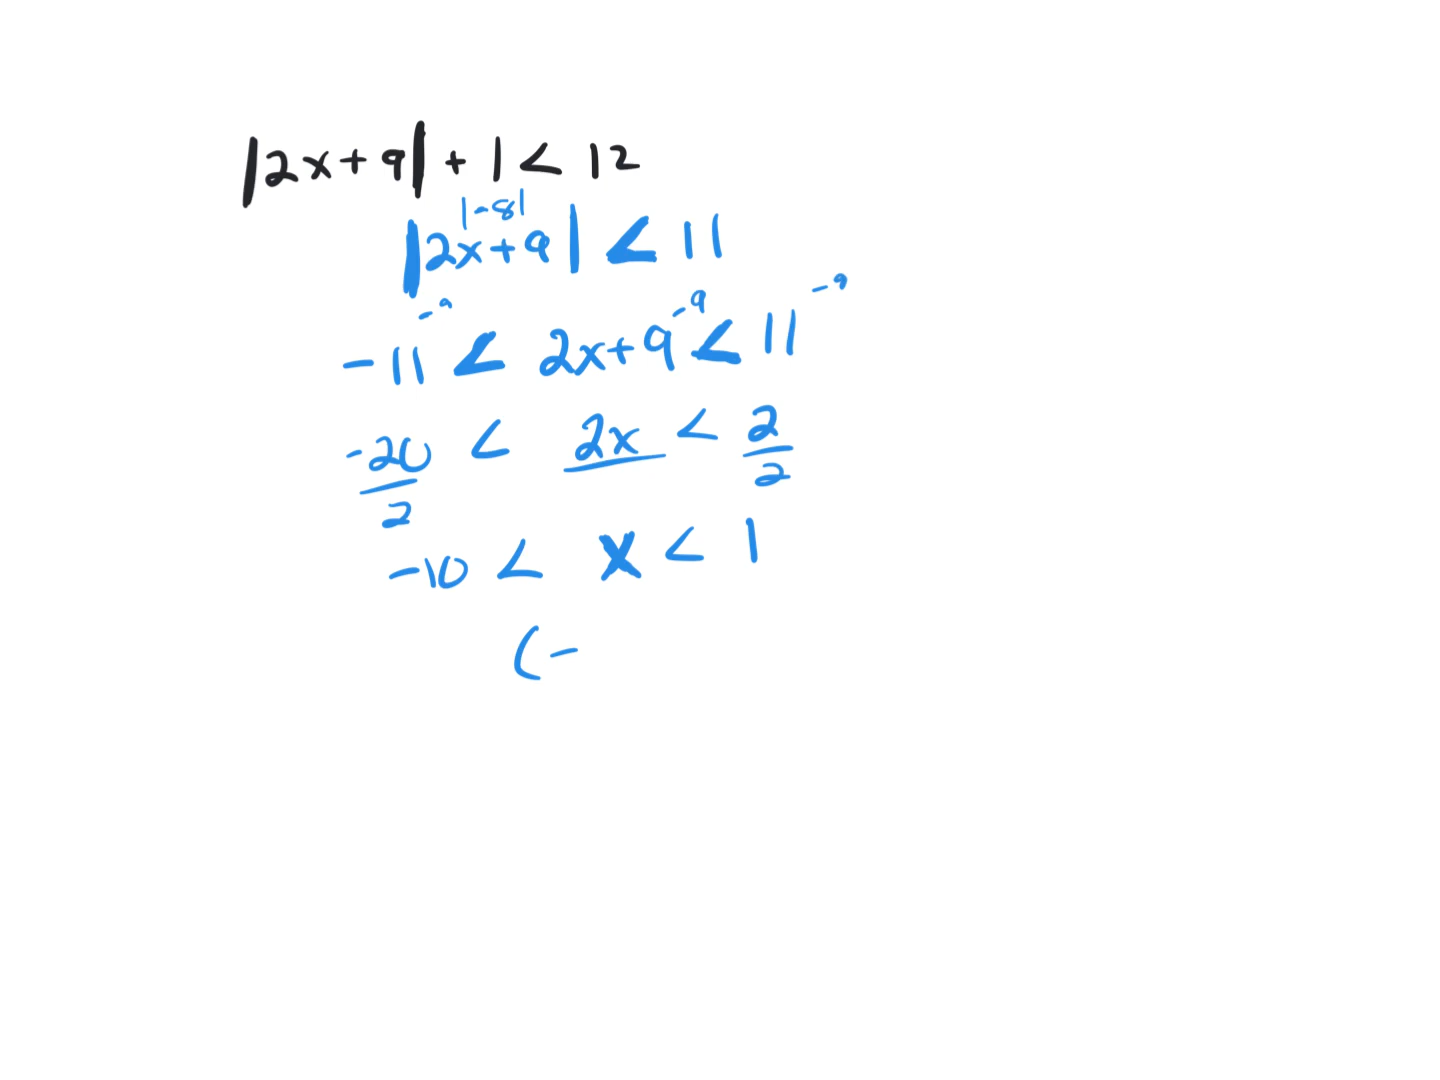 |2x+9|+1<12
|-8|
|2x+9|<11
-9 -9 -9
-11<2x+9<11
-20<2x<2
2 2
-10<x<1
(-